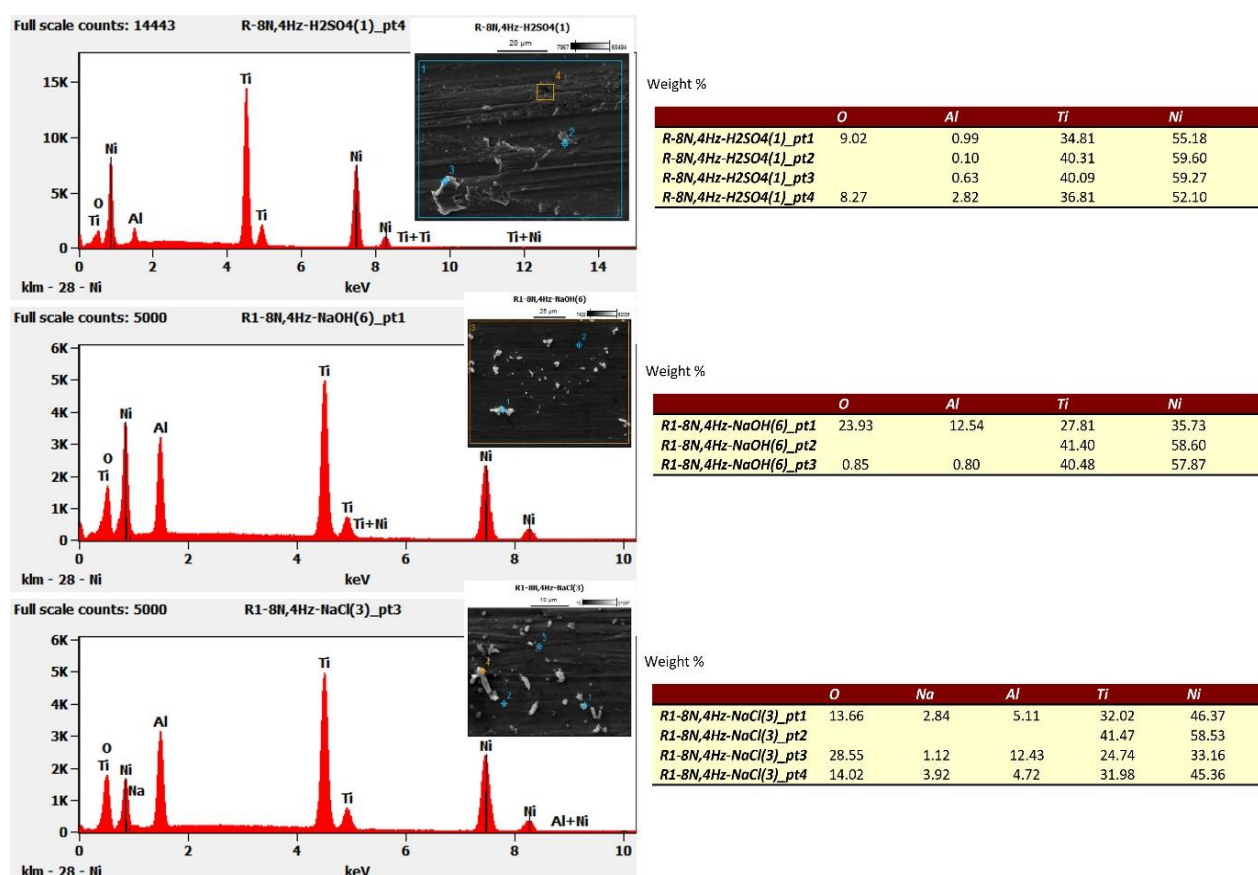 Full scale counts: 14443 R-8N,4Hz-H2SO4(1)_pt4
R-8N,4Hz-H2SO4(1)
20 µm 7967 65494
1
4
2
3
15K
10K
5K
0
O
Ti
Ni
Al
Ti
Ti
Ni
Ni
Ti+Ti
Ti+Ni
0 2 4 6 8 10 12 14
klm - 28 - Ni keV
Weight %
O Al Ti Ni
R-8N,4Hz-H2SO4(1)_pt1 9.02 0.99 34.81 55.18
R-8N,4Hz-H2SO4(1)_pt2 0.10 40.31 59.60
R-8N,4Hz-H2SO4(1)_pt3 0.63 40.09 59.27
R-8N,4Hz-H2SO4(1)_pt4 8.27 2.82 36.81 52.10
Full scale counts: 5000 R1-8N,4Hz-NaOH(6)_pt1
R1-8N,4Hz-NaOH(6)
25 µm
3
2
1
6K
5K
4K
3K
2K
1K
0
O
Ti
Ni
Al
Ti
Ti
Ti+Ni
Ni
Ni
0 2 4 6 8 10
klm - 28 - Ni keV
Weight %
O Al Ti Ni
R1-8N,4Hz-NaOH(6)_pt1 23.93 12.54 27.81 35.73
R1-8N,4Hz-NaOH(6)_pt2 41.40 58.60
R1-8N,4Hz-NaOH(6)_pt3 0.85 0.80 40.48 57.87
Full scale counts: 5000 R1-8N,4Hz-NaCl(3)_pt3
R1-8N,4Hz-NaCl(3)
10 µm
3
2
1
6K
5K
4K
3K
2K
1K
0
O
Ti
Ni
Na
Al
Ti
Ti
Ni
Ni
Al+Ni
0 2 4 6 8 10
klm - 28 - Ni keV
Weight %
O Na Al Ti Ni
R1-8N,4Hz-NaCl(3)_pt1 13.66 2.84 5.11 32.02 46.37
R1-8N,4Hz-NaCl(3)_pt2 41.47 58.53
R1-8N,4Hz-NaCl(3)_pt3 28.55 1.12 12.43 24.74 33.16
R1-8N,4Hz-NaCl(3)_pt4 14.02 3.92 4.72 31.98 45.36